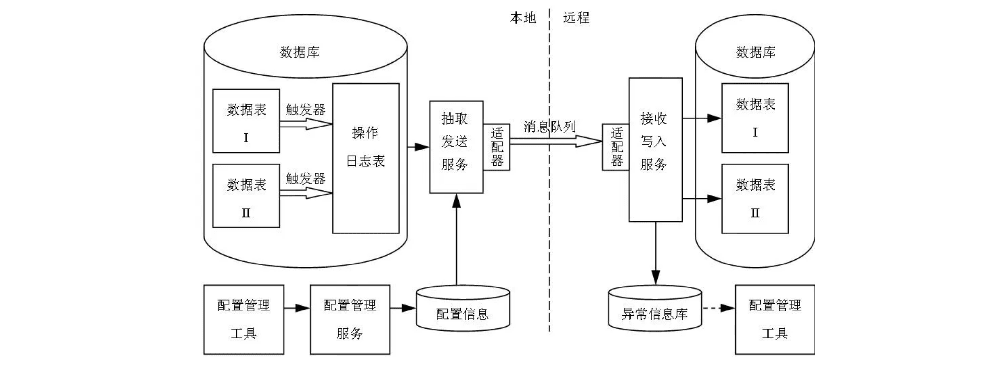 本地
远程
数据库
数据表
Ⅰ
触发器
数据表
Ⅱ
触发器
操作
日志表
抽取
发送
服务
适
配
器
消息队列
适
配
器
接收
写入
服务
数据库
数据表
Ⅰ
数据表
Ⅱ
配置管理
工具
配置管理
服务
配置信息
异常信息库
配置管理
工具